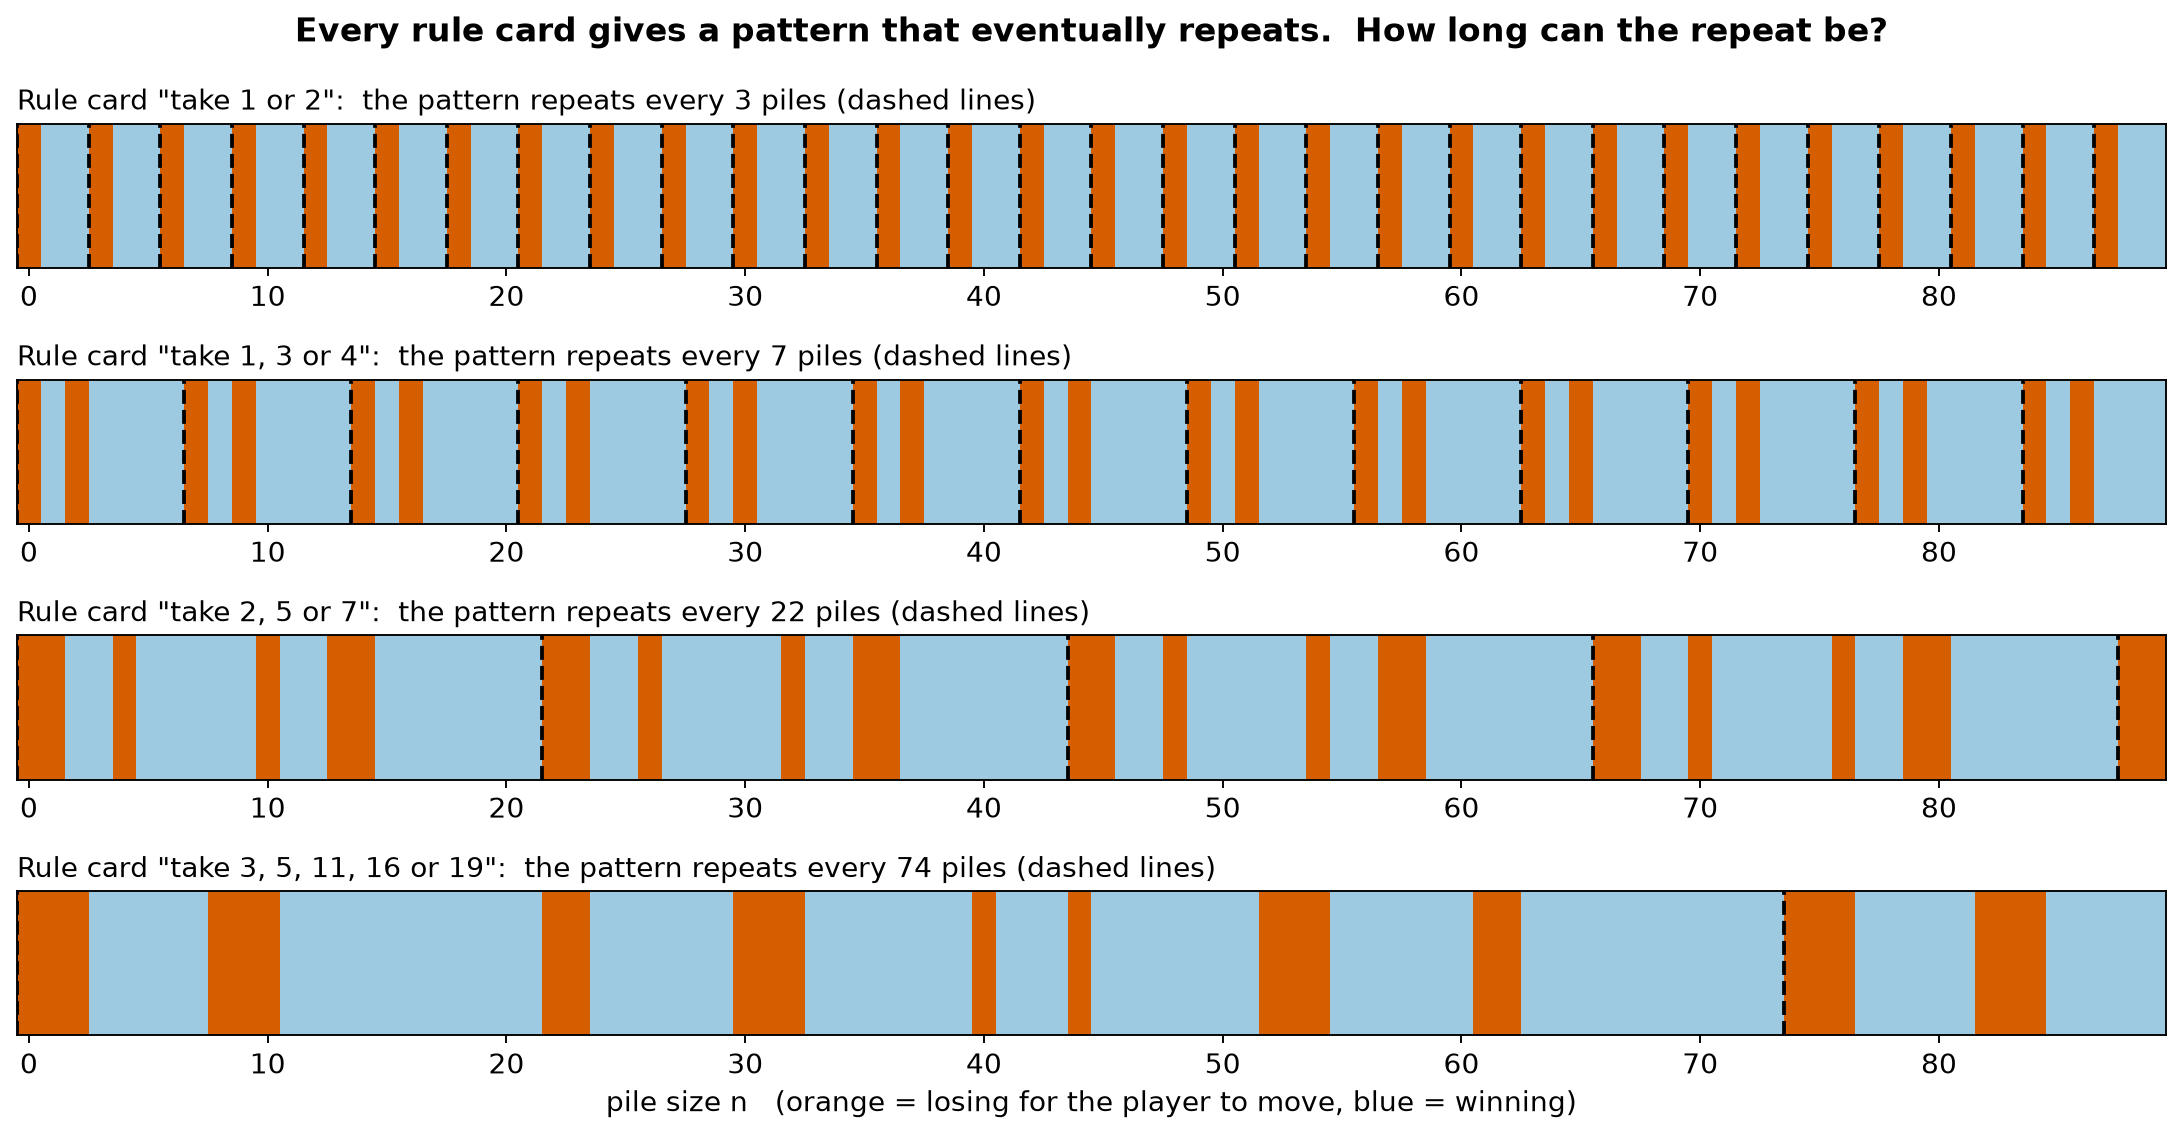 Every rule card gives a pattern that eventually repeats.  How long can the repeat be?
Rule card "take 1 or 2":  the pattern repeats every 3 piles (dashed lines)
0 10 20 30 40 50 60 70 80
Rule card "take 1, 3 or 4":  the pattern repeats every 7 piles (dashed lines)
0 10 20 30 40 50 60 70 80
Rule card "take 2, 5 or 7":  the pattern repeats every 22 piles (dashed lines)
0 10 20 30 40 50 60 70 80
Rule card "take 3, 5, 11, 16 or 19":  the pattern repeats every 74 piles (dashed lines)
0 10 20 30 40 50 60 70 80
pile size n   (orange = losing for the player to move, blue = winning)